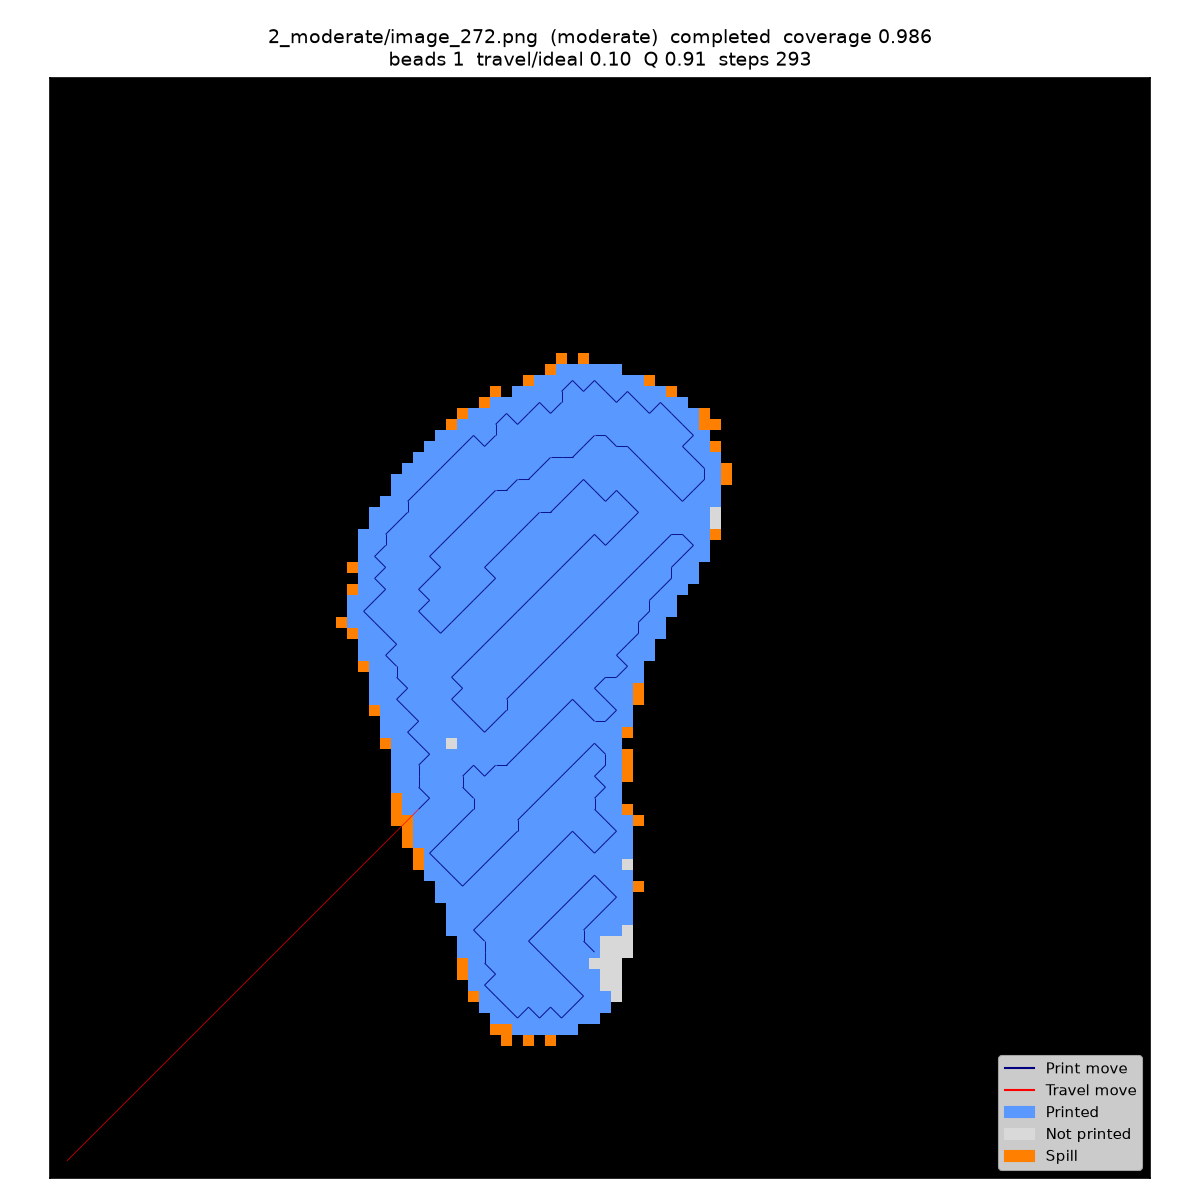 2_moderate/image_272.png  (moderate)  completed  coverage 0.986
beads 1  travel/ideal 0.10  Q 0.91  steps 293
Print move
Travel move
Printed
Not printed
Spill